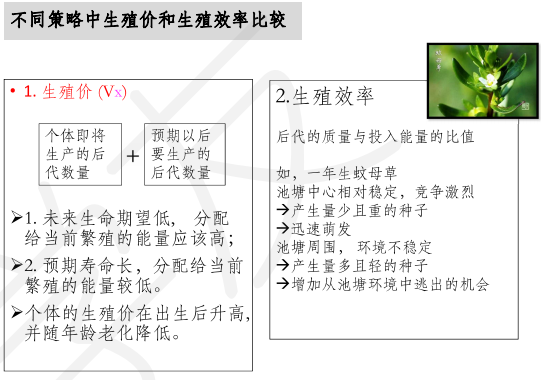 不同策略中生殖价和生殖效率比较
• 1. 生殖价 (Vx)
个体即将
生产的后
代数量
+
预期以后
要生产的
后代数量
➢1. 未来生命期望低， 分配
给当前繁殖的能量应该高；
➢2. 预期寿命长，分配给当前
繁殖的能量较低。
➢个体的生殖价在出生后升高，
并随年龄老化降低。
2.生殖效率
后代的质量与投入能量的比值
如，一年生蚊母草
池塘中心相对稳定，竞争激烈
→产生量少且重的种子
→迅速萌发
池塘周围， 环境不稳定
→产生量多且轻的种子
→增加从池塘环境中逃出的机会